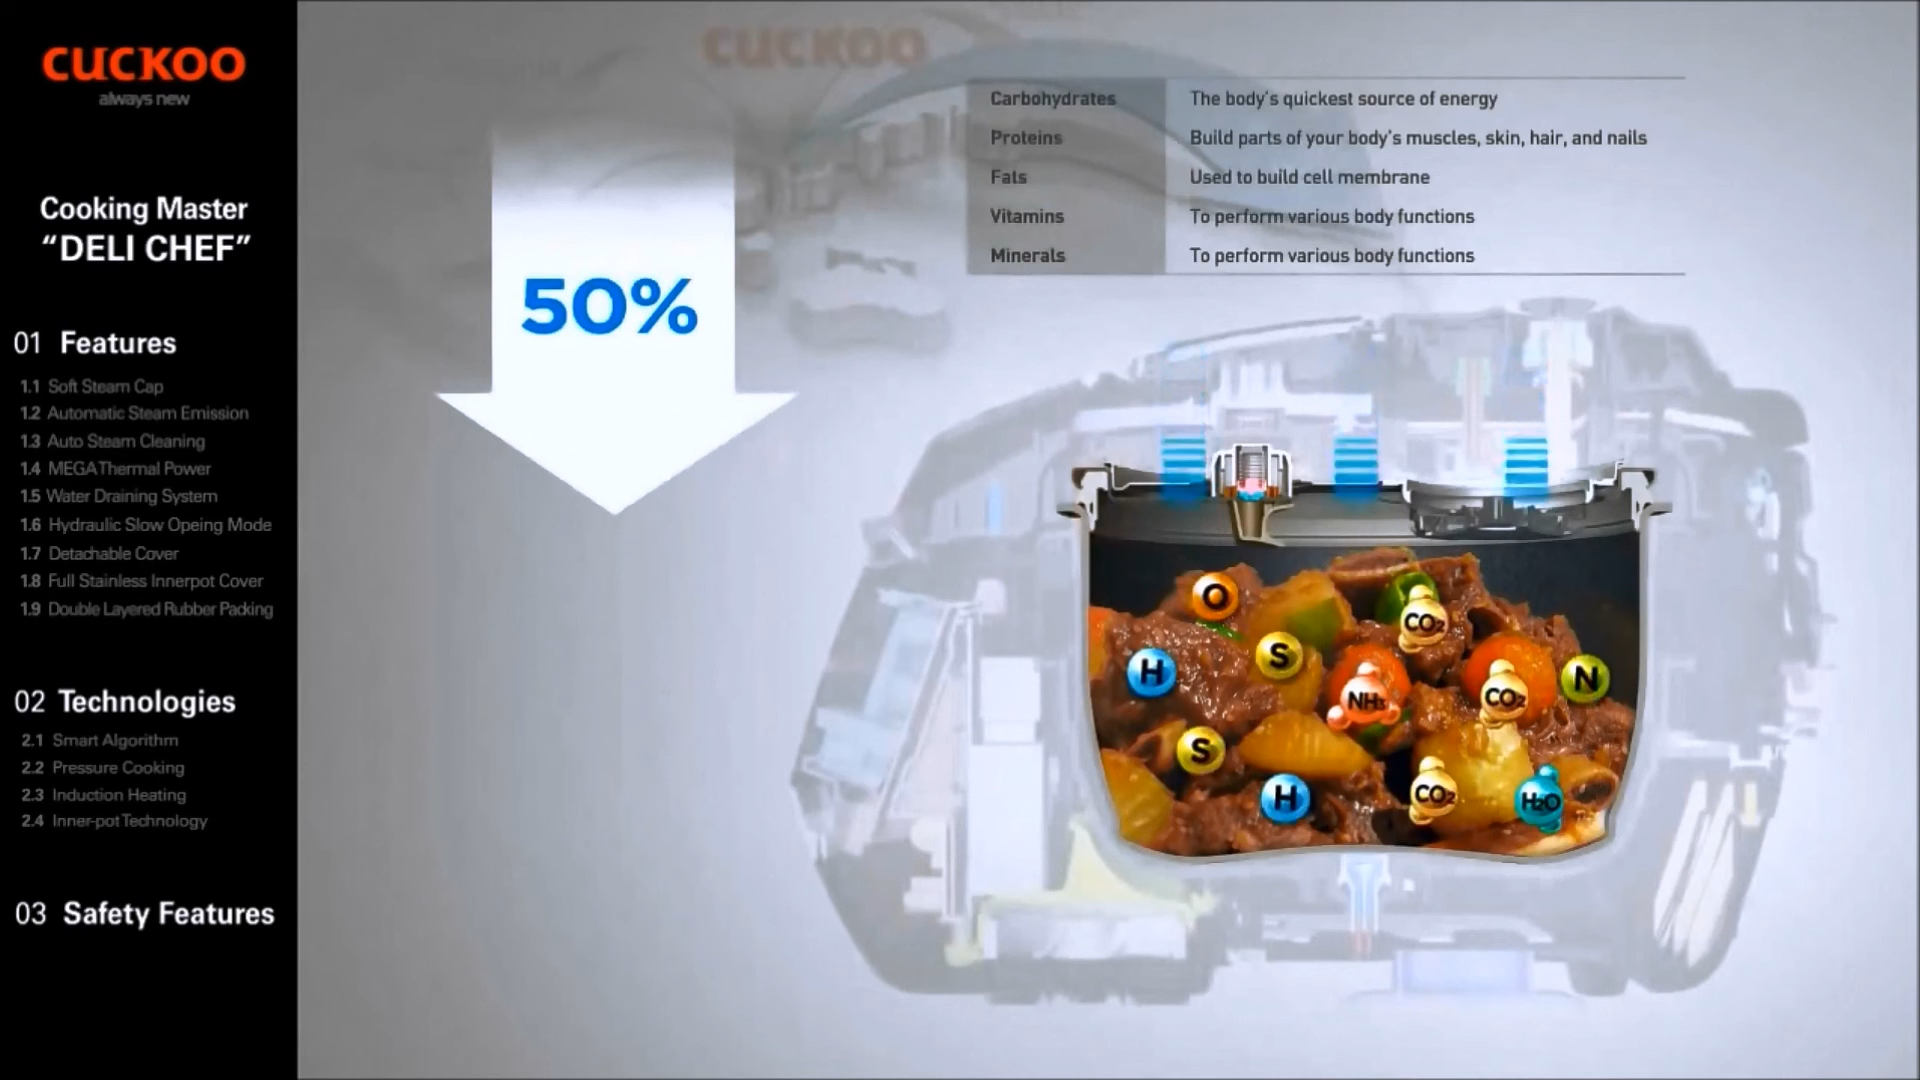 CUCKOO
always new
Cooking Master
“DELI CHEF”
01 Features
1.1 Soft Steam Cap
1.2 Automatic Steam Emission
1.3 Auto Steam Cleaning
1.4 MEGA Thermal Power
1.5 Water Draining System
1.6 Hydraulic Slow Opeing Mode
1.7 Detachable Cover
1.8 Full Stainless Innerpot Cover
1.9 Double Layered Rubber Packing
02 Technologies
2.1 Smart Algorithm
2.2 Pressure Cooking
2.3 Induction Heating
2.4 Inner-pot Technology
03 Safety Features
CUCKOO
50%
Carbohydrates The body's quickest source of energy
Proteins Build parts of your body's muscles, skin, hair, and nails
Fats Used to build cell membrane
Vitamins To perform various body functions
Minerals To perform various body functions
O
CO2
S
H
NH3
CO2
N
S
H
CO2
H2O